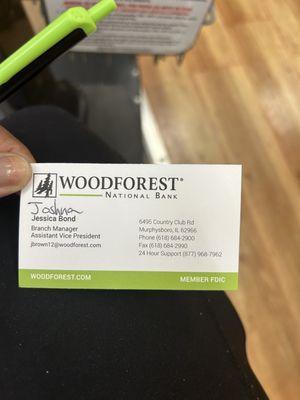 WOODFOREST®
NATIONAL BANK
Joshua
Jessica Bond
Branch Manager
Assistant Vice President
jbrown12@woodforest.com
6495 Country Club Rd
Murphysboro, IL 62966
Phone (618) 684-2900
Fax (618) 684-2990
24 Hour Support (877) 968-7962
WOODFOREST.COM
MEMBER FDIC